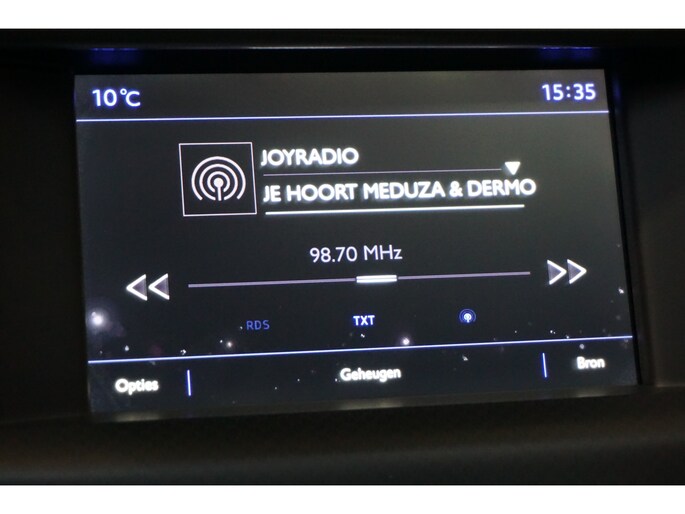 10°C 15:35
JOYRADIO
JE HOORT MEDUZA & DERMO
98.70 MHz
RDS TXT
Opties Geheugen Bron